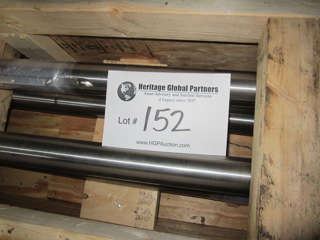 Heritage Global Partners
Asset Advisory and Auction Services
A Legacy since 1937
Lot # 152
www.HGPAuction.com